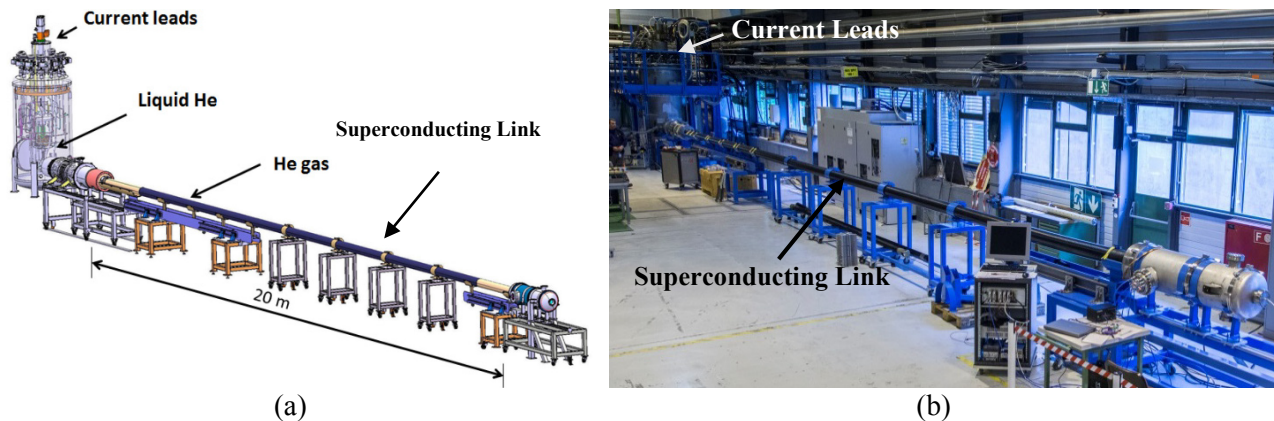 Current leads
Liquid He
Superconducting Link
He gas
20 m
(a)
Current Leads
Superconducting Link
(b)